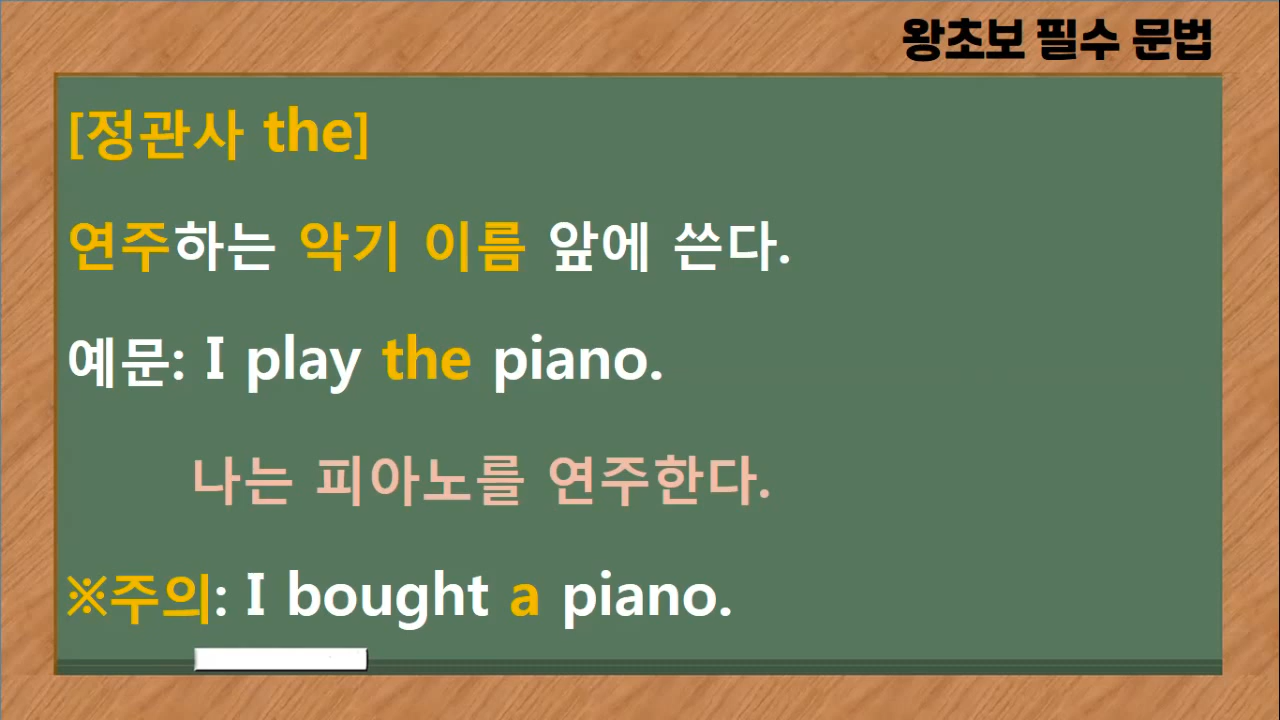 왕초보 필수 문법
[정관사 the]
연주하는 악기 이름 앞에 쓴다.
예문: I play the piano.
나는 피아노를 연주한다.
※주의: I bought a piano.